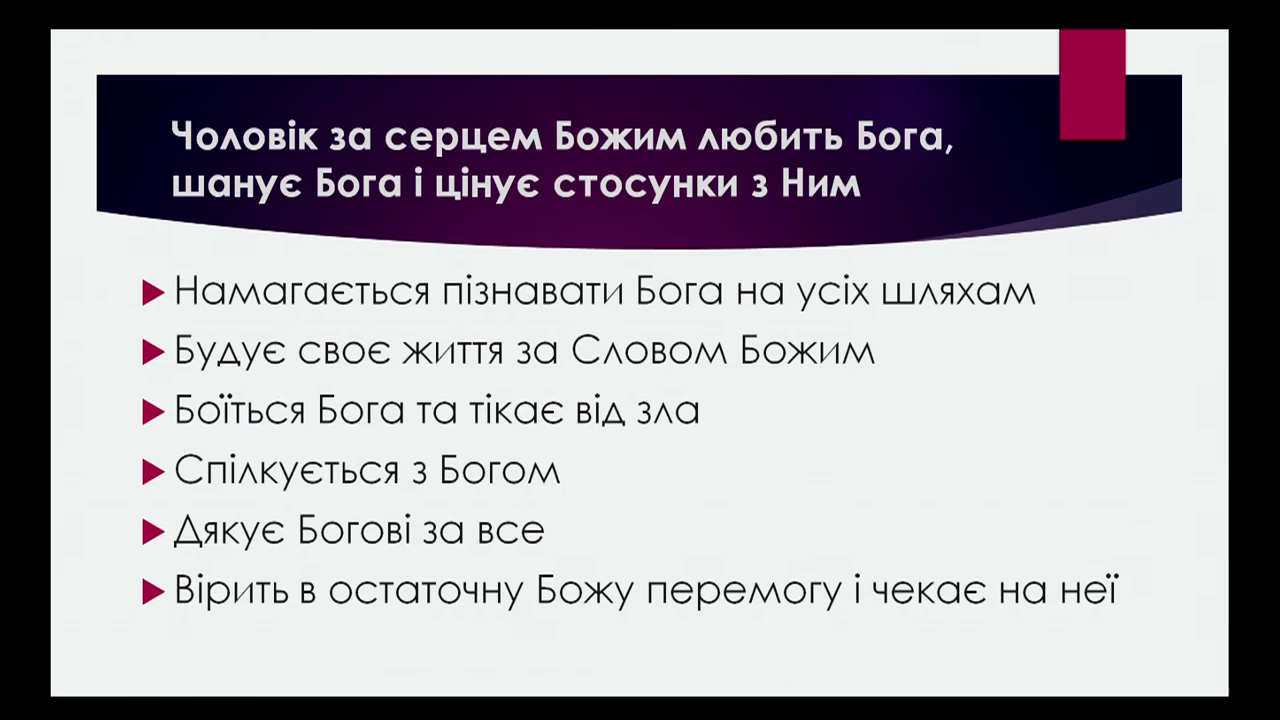 Чоловік за серцем Божим любить Бога,
шанує Бога і цінує стосунки з Ним
Намагається пізнавати Бога на усіх шляхам
Будує своє життя за Словом Божим
Боїться Бога та тікає від зла
Спілкується з Богом
Дякує Богові за все
Вірить в остаточну Божу перемогу і чекає на неї